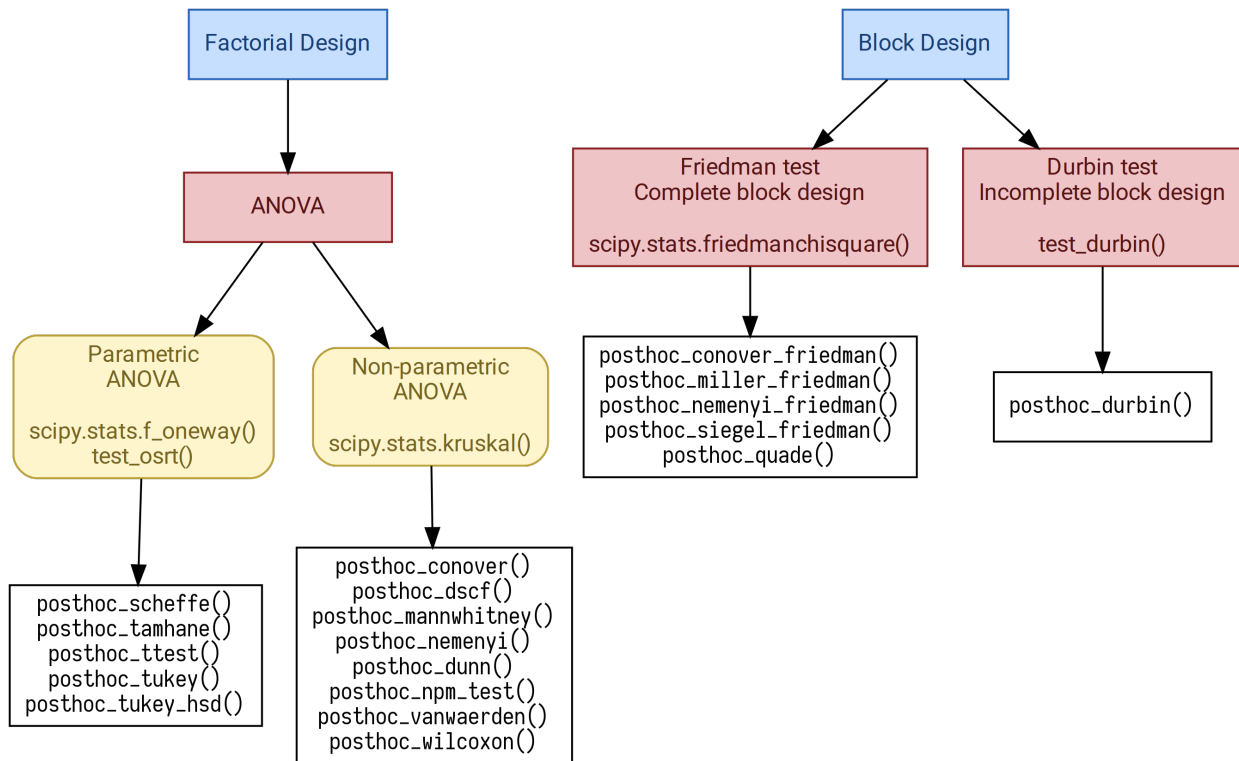 Factorial Design
Block Design
ANOVA
Friedman test
Complete block design
scipy.stats.friedmanchisquare()
Durbin test
Incomplete block design
test_durbin()
Parametric
ANOVA
scipy.stats.f_oneway()
test_osrt()
Non-parametric
ANOVA
scipy.stats.kruskal()
posthoc_conover_friedman()
posthoc_miller_friedman()
posthoc_nemenyi_friedman()
posthoc_siegel_friedman()
posthoc_quade()
posthoc_durbin()
posthoc_scheffe()
posthoc_tamhane()
posthoc_ttest()
posthoc_tukey()
posthoc_tukey_hsd()
posthoc_conover()
posthoc_dscf()
posthoc_mannwhitney()
posthoc_nemenyi()
posthoc_dunn()
posthoc_npm_test()
posthoc_vanwaerden()
posthoc_wilcoxon()